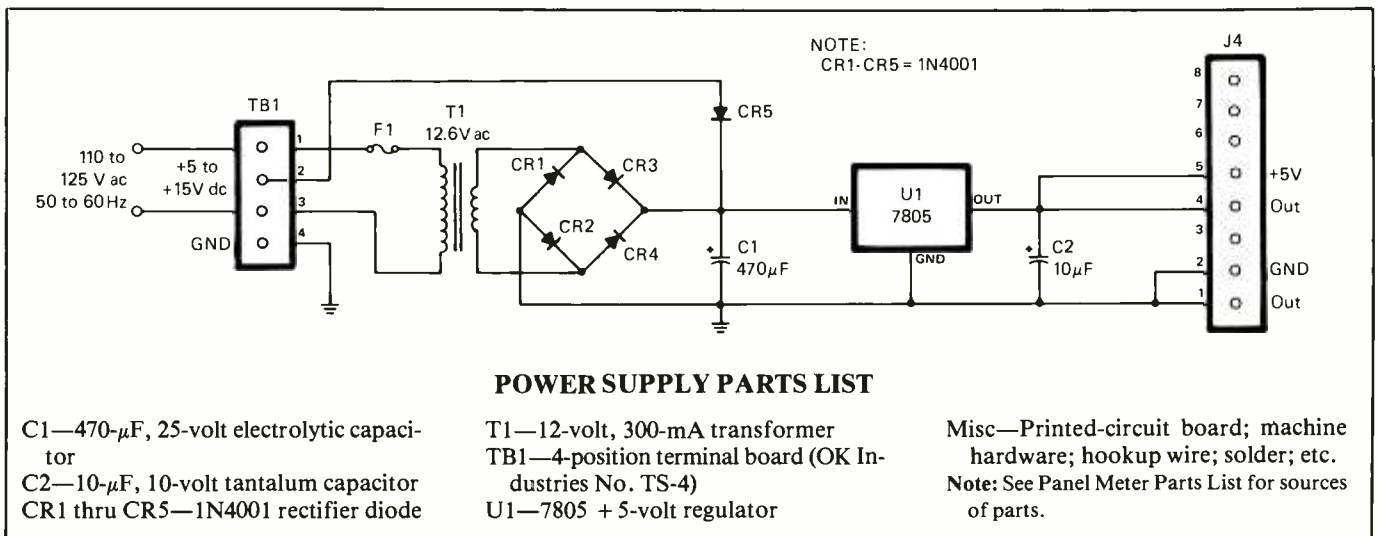 NOTE:
CR1-CR5 = 1N4001
J4
8
7
6
5
+5V
4
Out
3
2
GND
1
Out
TB1
1
2
3
4
110 to
125 V ac
50 to 60Hz
+5 to
+15V dc
GND
F1
T1
12.6V ac
CR1
CR3
CR2
CR4
CR5
+
C1
470μF
IN
U1
7805
OUT
GND
+
C2
10μF
POWER SUPPLY PARTS LIST
C1—470-μF, 25-volt electrolytic capaci-
tor
C2—10-μF, 10-volt tantalum capacitor
CR1 thru CR5—1N4001 rectifier diode
T1—12-volt, 300-mA transformer
TB1—4-position terminal board (OK In-
dustries No. TS-4)
U1—7805 +5-volt regulator
Misc—Printed-circuit board; machine
hardware; hookup wire; solder; etc.
Note: See Panel Meter Parts List for sources
of parts.